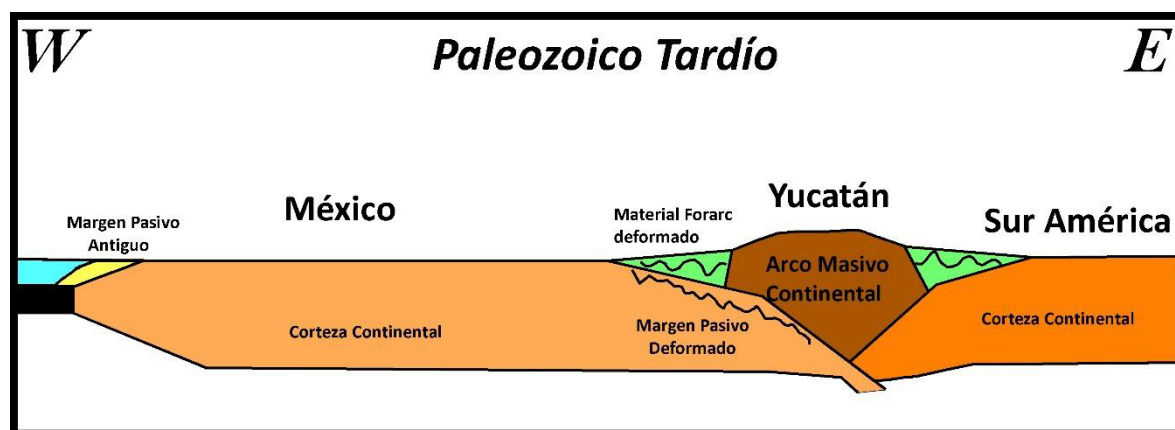 W
Paleozoico Tardío
E
Margen Pasivo
Antiguo
México
Material Forarc
deformado
Yucatán
Sur América
Arco Masivo
Continental
Corteza Continental
Margen Pasivo
Deformado
Corteza Continental